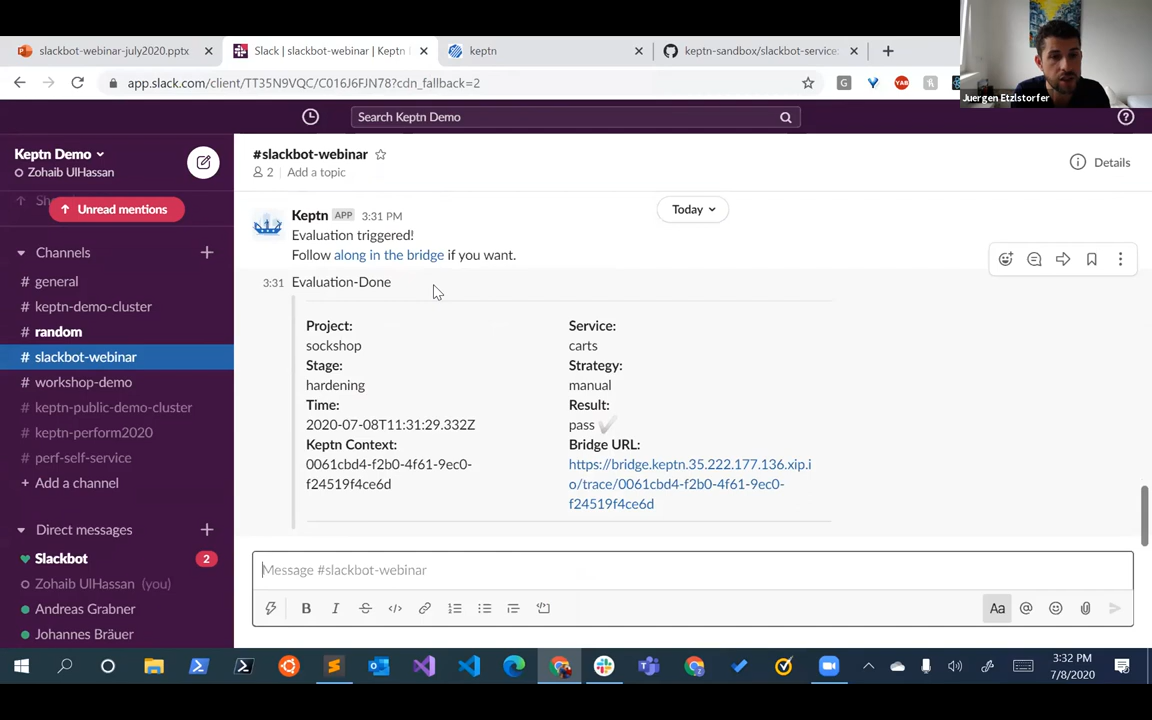 slackbot-webinar-july2020.pptx
Slack | slackbot-webinar | Keptn
keptn
keptn-sandbox/slackbot-service
Juergen Etzlstorfer
app.slack.com/client/TT35N9VQC/C016J6FJN78?cdn_fallback=2
G
YAB
Search Keptn Demo
Keptn Demo
Zohaib UlHassan
Unread mentions
Channels
# general
# keptn-demo-cluster
# random
# slackbot-webinar
# workshop-demo
# keptn-public-demo-cluster
# keptn-perform2020
# perf-self-service
+ Add a channel
Direct messages
Slackbot 2
Zohaib UlHassan (you)
Andreas Grabner
Johannes Bräuer
#slackbot-webinar
2 | Add a topic
Details
Today
Keptn APP 3:31 PM
Evaluation triggered!
Follow along in the bridge if you want.
3:31 Evaluation-Done
Project:
sockshop
Service:
carts
Stage:
hardening
Strategy:
manual
Time:
2020-07-08T11:31:29.332Z
Result:
pass
Keptn Context:
0061cbd4-f2b0-4f61-9ec0-
f24519f4ce6d
Bridge URL:
https://bridge.keptn.35.222.177.136.xip.i
o/trace/0061cbd4-f2b0-4f61-9ec0-
f24519f4ce6d
Message #slackbot-webinar
B I S
Aa @
3:32 PM
7/8/2020